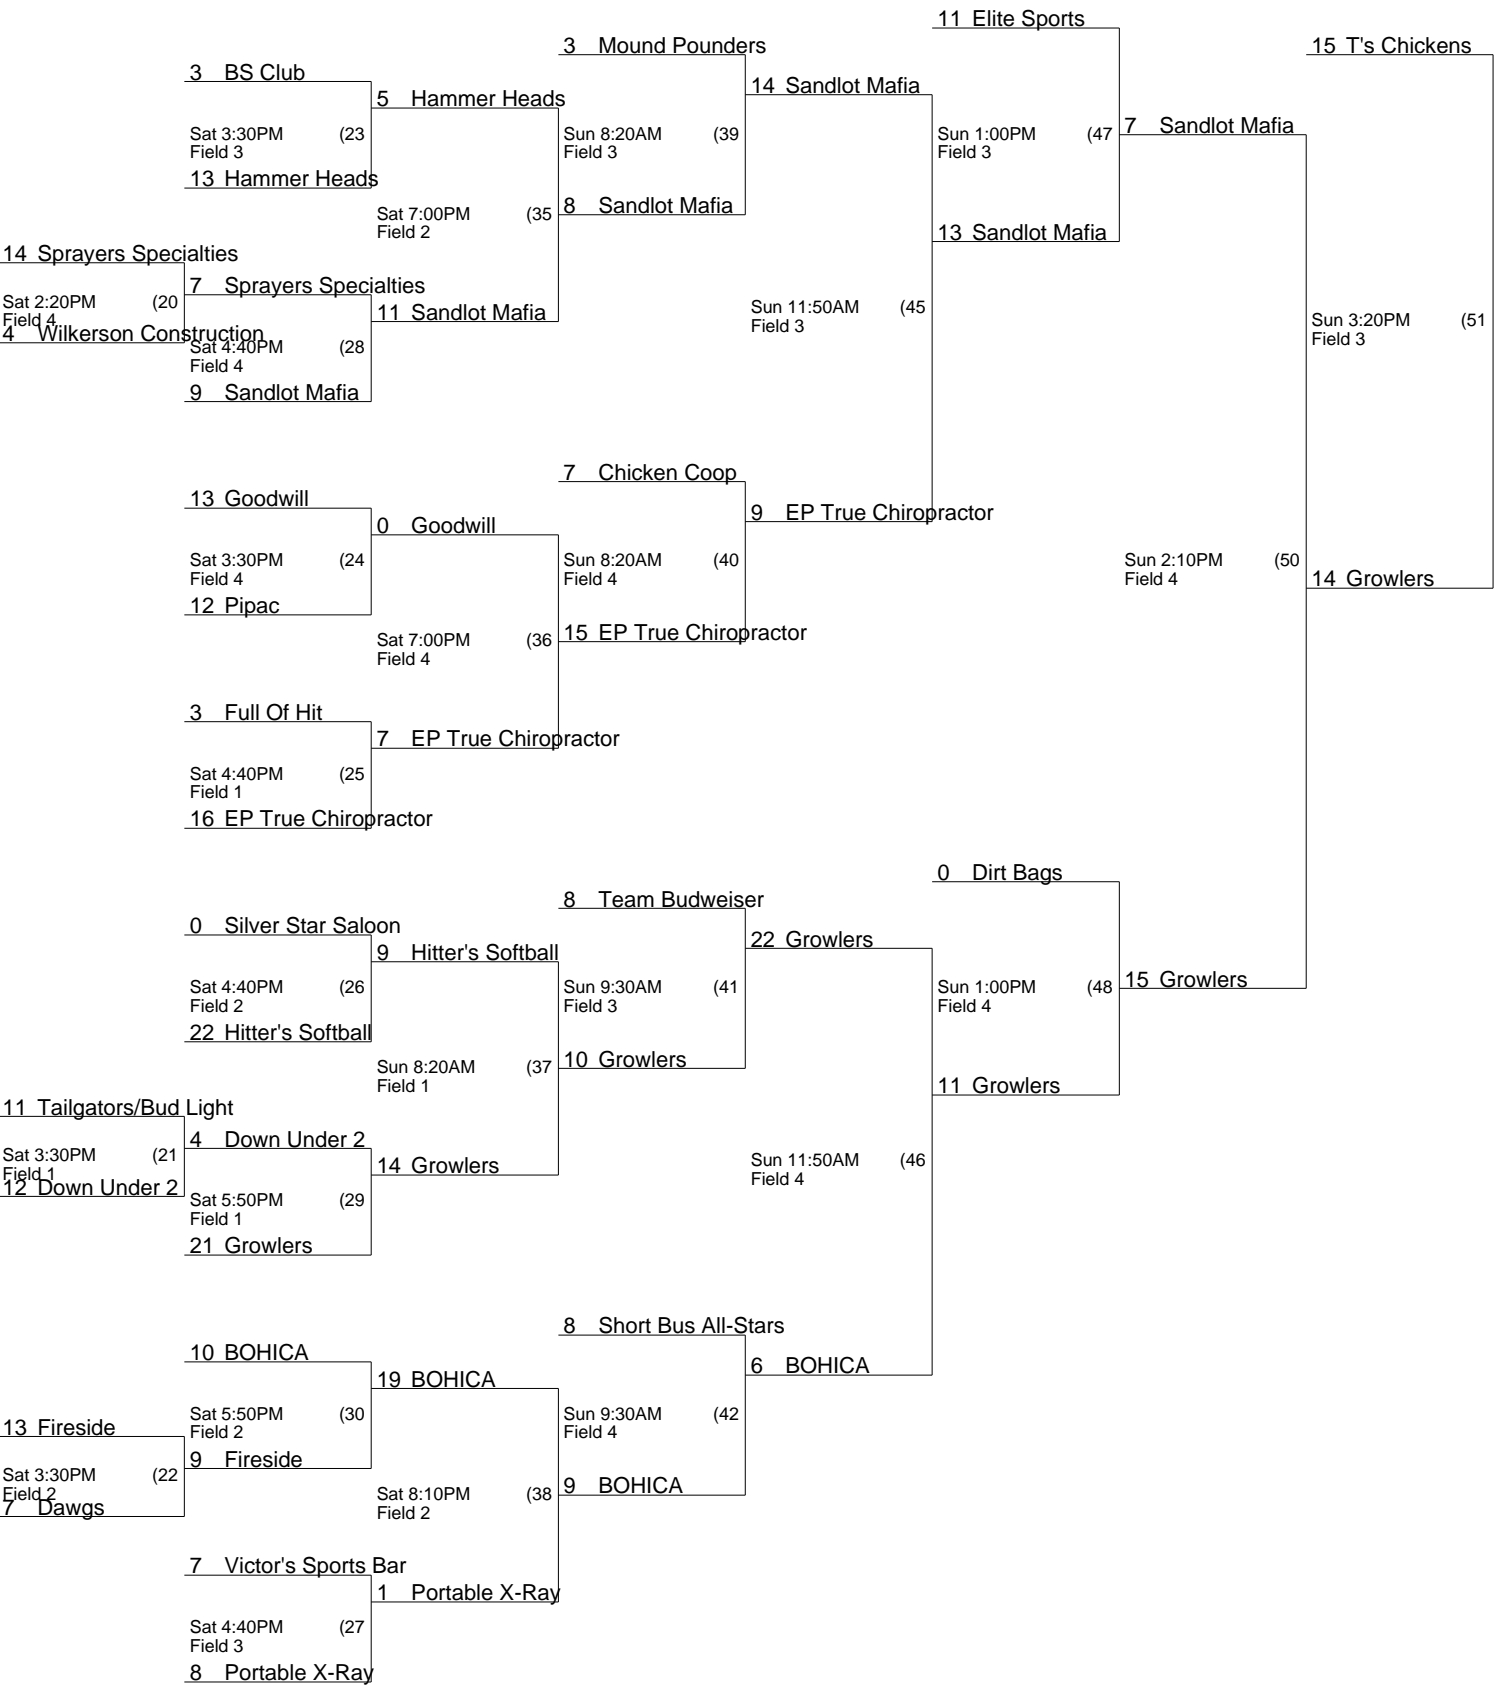 11 Elite Sports
3 Mound Pounders
15 T's Chickens
3 BS Club
14 Sandlot Mafia
5 Hammer Heads
Sat 3:30PM (23
Field 3
Sun 8:20AM (39
Field 3
Sun 1:00PM (47
Field 3
7 Sandlot Mafia
13 Hammer Heads
Sat 7:00PM (35
Field 2
8 Sandlot Mafia
13 Sandlot Mafia
14 Sprayers Specialties
7 Sprayers Specialties
Sat 2:20PM (20
Field 4
11 Sandlot Mafia
Sun 11:50AM (45
Field 3
Sun 3:20PM (51
Field 3
4 Wilkerson Construction
Sat 4:40PM (28
Field 4
9 Sandlot Mafia
7 Chicken Coop
13 Goodwill
9 EP True Chiropractor
0 Goodwill
Sat 3:30PM (24
Field 4
Sun 8:20AM (40
Field 4
Sun 2:10PM (50
Field 4
14 Growlers
12 Pipac
Sat 7:00PM (36
Field 4
15 EP True Chiropractor
3 Full Of Hit
7 EP True Chiropractor
Sat 4:40PM (25
Field 1
16 EP True Chiropractor
0 Dirt Bags
8 Team Budweiser
0 Silver Star Saloon
22 Growlers
9 Hitter's Softball
Sat 4:40PM (26
Field 2
Sun 9:30AM (41
Field 3
Sun 1:00PM (48
Field 4
15 Growlers
22 Hitter's Softball
Sun 8:20AM (37
Field 1
10 Growlers
11 Growlers
11 Tailgators/Bud Light
4 Down Under 2
Sat 3:30PM (21
Field 1
14 Growlers
Sun 11:50AM (46
Field 4
12 Down Under 2
Sat 5:50PM (29
Field 1
21 Growlers
8 Short Bus All-Stars
10 BOHICA
6 BOHICA
19 BOHICA
Sat 5:50PM (30
Field 2
Sun 9:30AM (42
Field 4
13 Fireside
9 Fireside
Sat 3:30PM (22
Field 2
7 Dawgs
Sat 8:10PM (38
Field 2
9 BOHICA
7 Victor's Sports Bar
1 Portable X-Ray
Sat 4:40PM (27
Field 3
8 Portable X-Ray